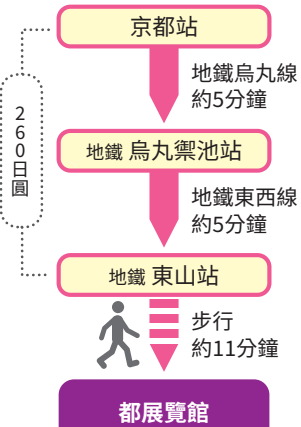 京都站
地鐵烏丸線
約5分鐘
260日圓
地鐵 烏丸禦池站
地鐵東西線
約5分鐘
地鐵 東山站
步行
約11分鐘
都展覽館